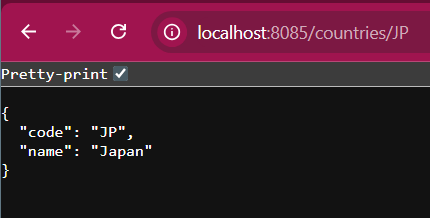 localhost:8085/countries/JP
Pretty-print
{
  "code": "JP",
  "name": "Japan"
}